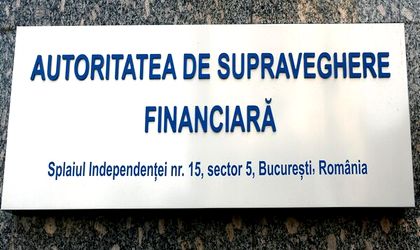 AUTORITATEA DE SUPRAVEGHERE
FINANCIARĂ
Splaiul Independenței nr. 15, sector 5, București, România